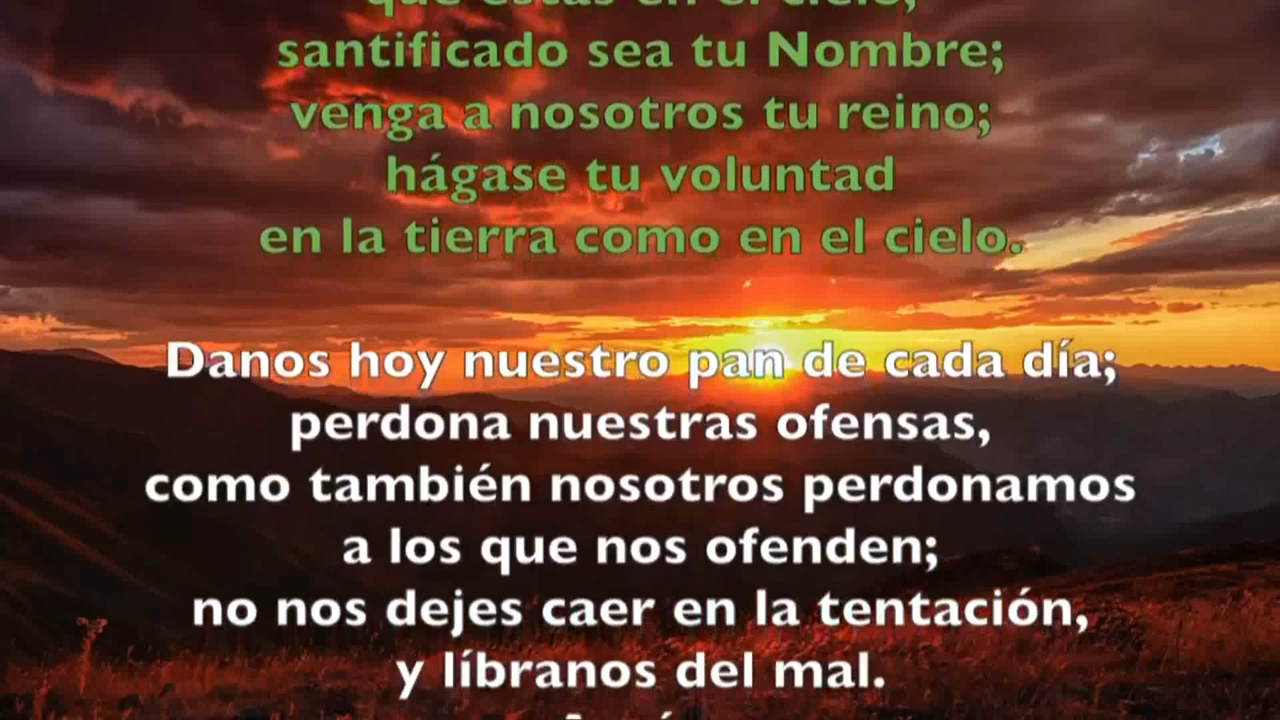 que estás en el cielo,
santificado sea tu Nombre;
venga a nosotros tu reino;
hágase tu voluntad
en la tierra como en el cielo.
Danos hoy nuestro pan de cada día;
perdona nuestras ofensas,
como también nosotros perdonamos
a los que nos ofenden;
no nos dejes caer en la tentación,
y líbranos del mal.